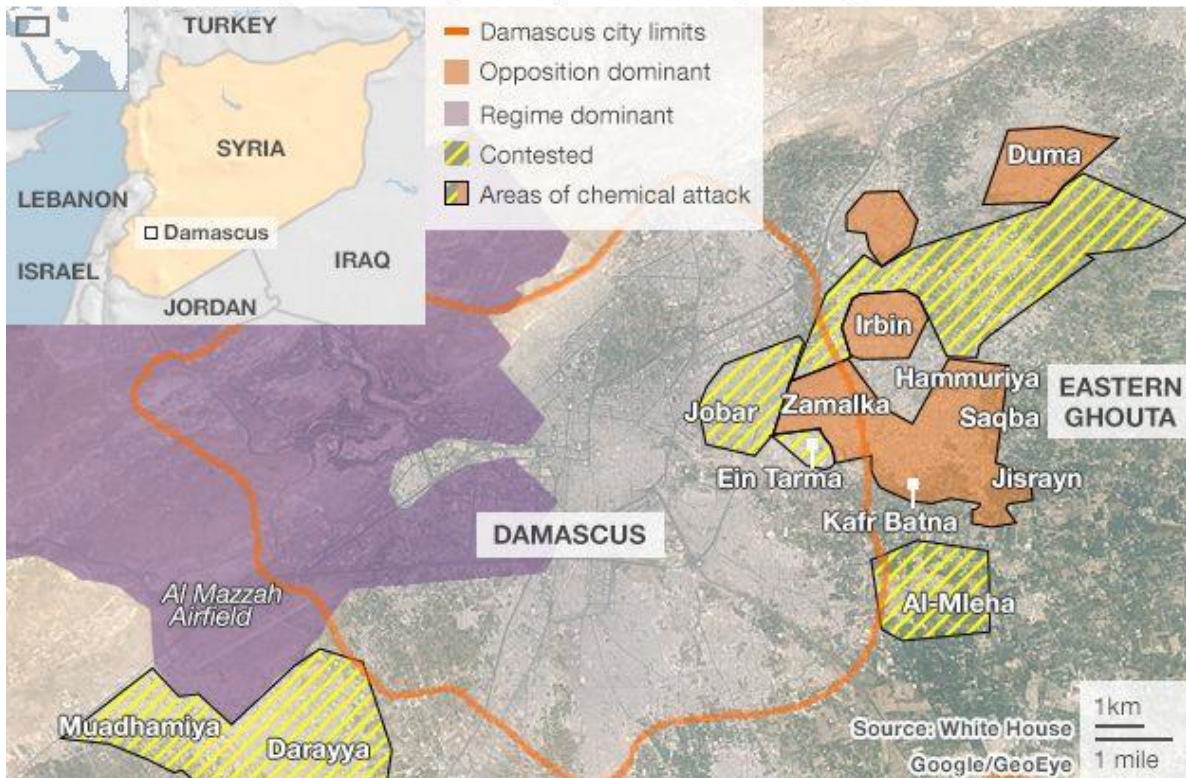 TURKEY
SYRIA
LEBANON
Damascus
ISRAEL
IRAQ
JORDAN
Damascus city limits
Opposition dominant
Regime dominant
Contested
Areas of chemical attack
Duma
Irbin
Hammuriya
EASTERN
GHOUTA
Jobar
Zamalka
Saqba
Ein Tarma
Jisrayn
Kafr Batna
DAMASCUS
Al Mazzah
Airfield
Al-Mleha
Muadhamiya
Darayya
Source: White House
Google/GeoEye
1km
1 mile